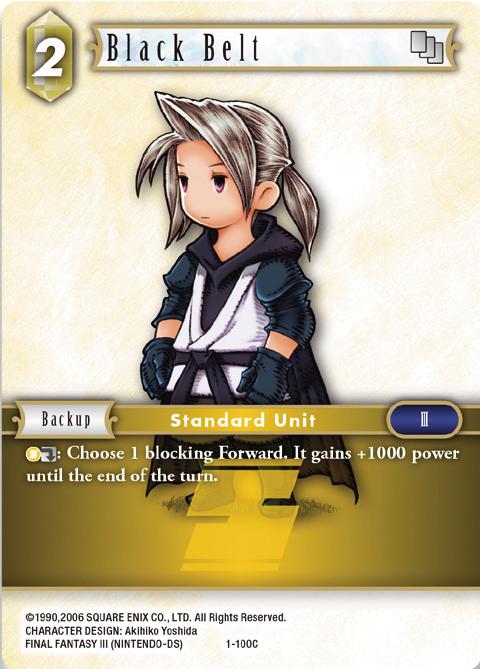 2
Black Belt
Backup
Standard Unit
III
: Choose 1 blocking Forward. It gains +1000 power
until the end of the turn.
©1990,2006 SQUARE ENIX CO., LTD. All Rights Reserved.
CHARACTER DESIGN: Akihiko Yoshida
FINAL FANTASY III (NINTENDO-DS)
1-100C